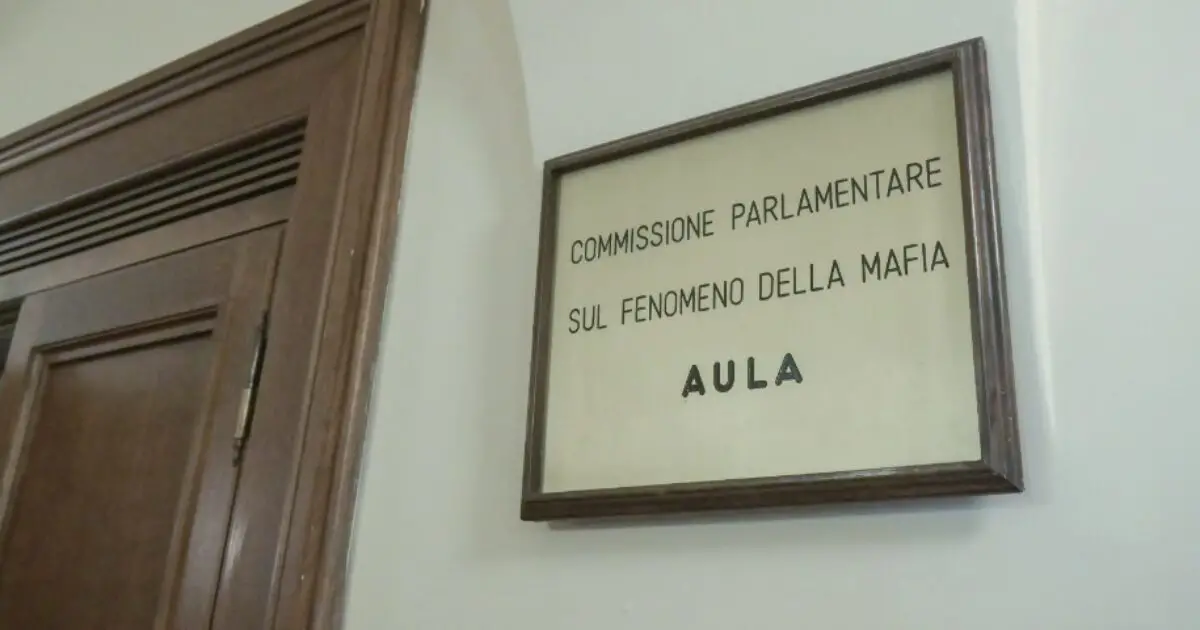 COMMISSIONE PARLAMENTARE
SUL FENOMENO DELLA MAFIA
AULA